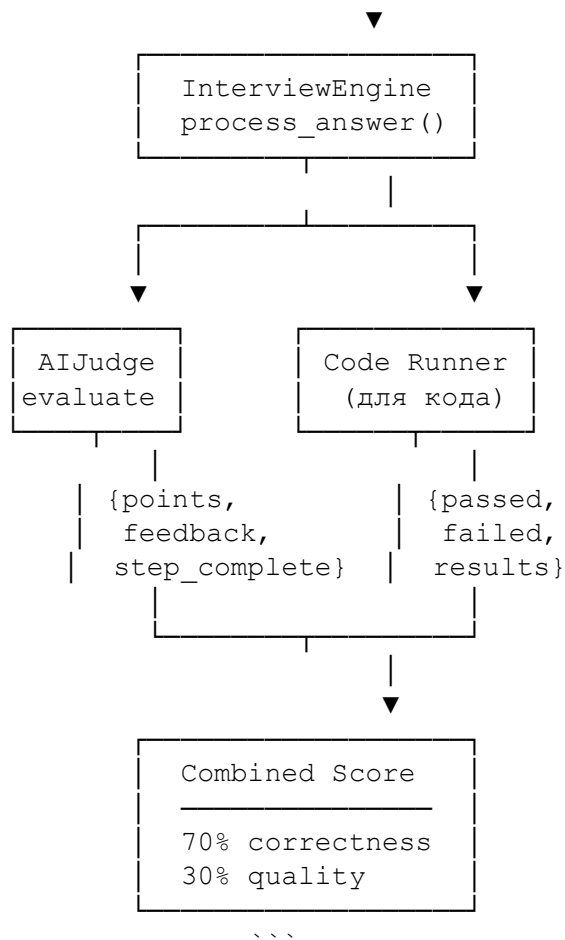 InterviewEngine
process_answer()
AIJudge
evaluate
Code Runner
(для кода)
{points,
feedback,
step_complete}
{passed,
failed,
results}
Combined Score
70% correctness
30% quality
```